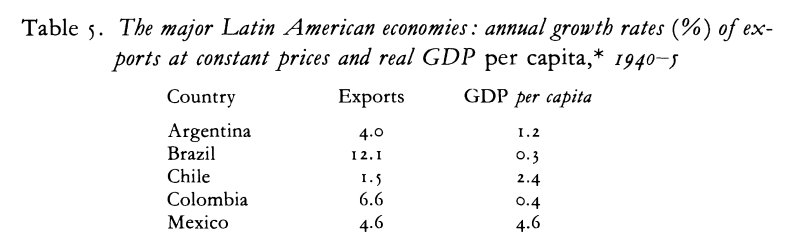 Table 5. The major Latin American economies: annual growth rates (%) of ex-
ports at constant prices and real GDP per capita,* 1940–5
Country Exports GDP per capita
Argentina 4.0 1.2
Brazil 12.1 0.3
Chile 1.5 2.4
Colombia 6.6 0.4
Mexico 4.6 4.6